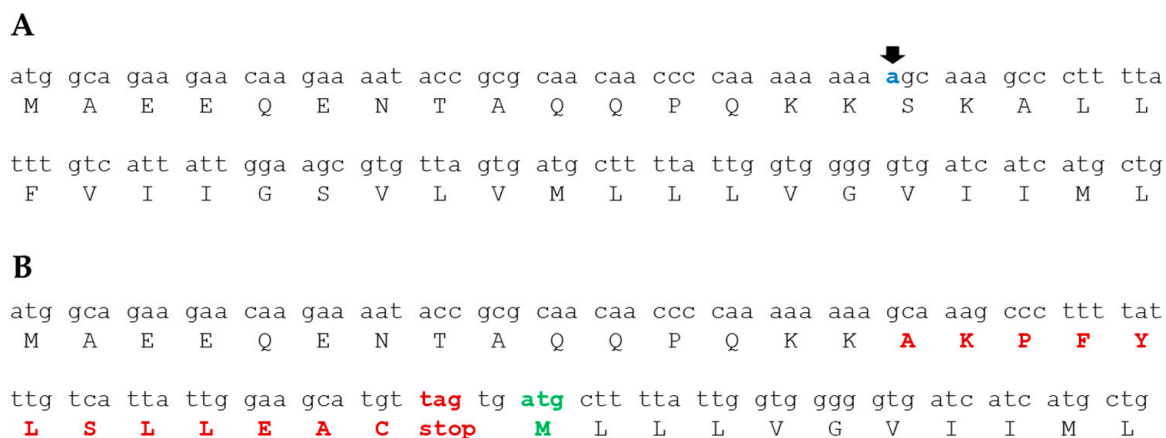 A
atg gca gaa gaa caa gaa aat acc gcg caa caa ccc caa aaa aaa agc aaa gcc ctt tta
M A E E Q E N T A Q Q P Q K K S K A L L
ttt gtc att att gga agc gtg tta gtg atg ctt tta ttg gtg ggg gtg atc atc atg ctg
F V I I G S V L V M L L L V G V I I M L
B
atg gca gaa gaa caa gaa aat acc gcg caa caa ccc caa aaa aaa gca aag ccc ttt tat
M A E E Q E N T A Q Q P Q K K A K P F Y
ttg tca tta ttg gaa gca tgt tag tg atg ctt tta ttg gtg ggg gtg atc atc atg ctg
L S L L E A C stop M L L L V G V I I M L